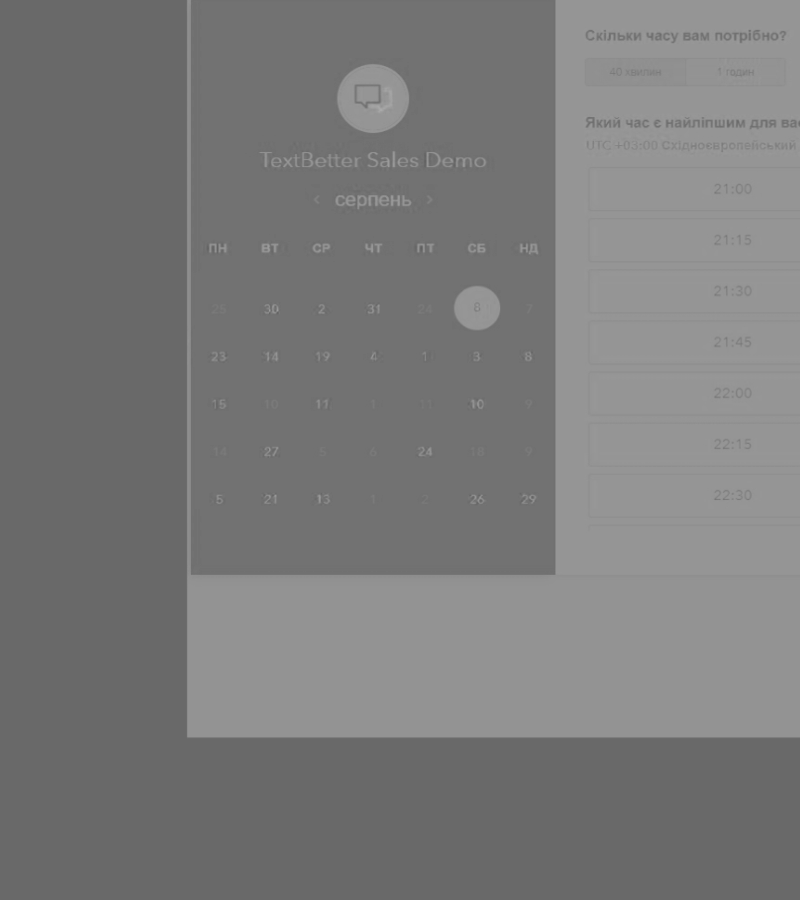 TextBetter Sales Demo
серпень
ПН ВТ СР ЧТ ПТ СБ НД
28 30 2 31 24 8 7
23 14 19 4 1 3 8
15 10 11 1 11 10 9
14 27 5 6 24 18 9
5 21 13 1 2 26 29
Скільки часу вам потрібно?
40 хвилин 1 годин
Який час є найліпшим для вас
UTC +03:00 Східноєвропейський
21:00
21:15
21:30
21:45
22:00
22:15
22:30